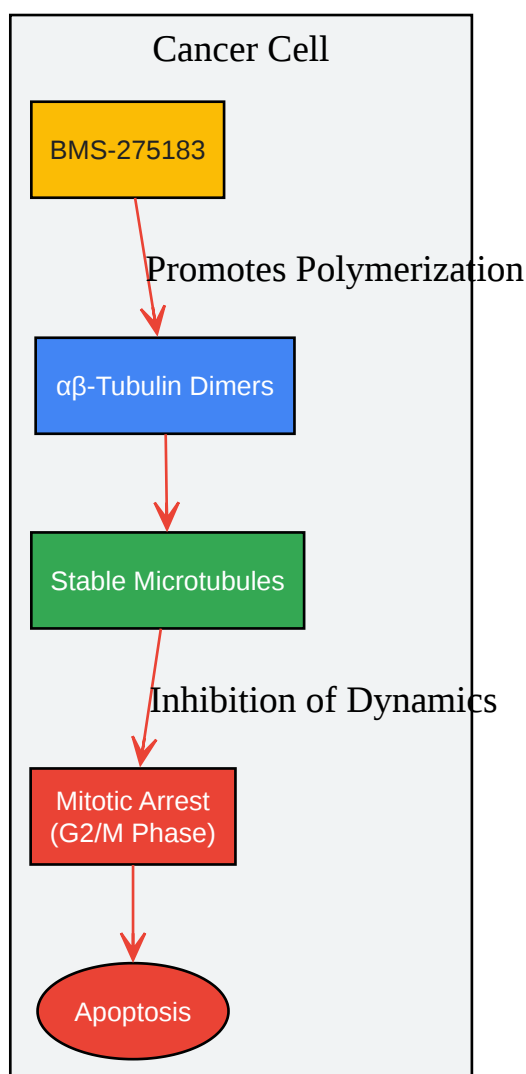 Cancer Cell
BMS-275183
Promotes Polymerization
αβ-Tubulin Dimers
Stable Microtubules
Inhibition of Dynamics
Mitotic Arrest
(G2/M Phase)
Apoptosis